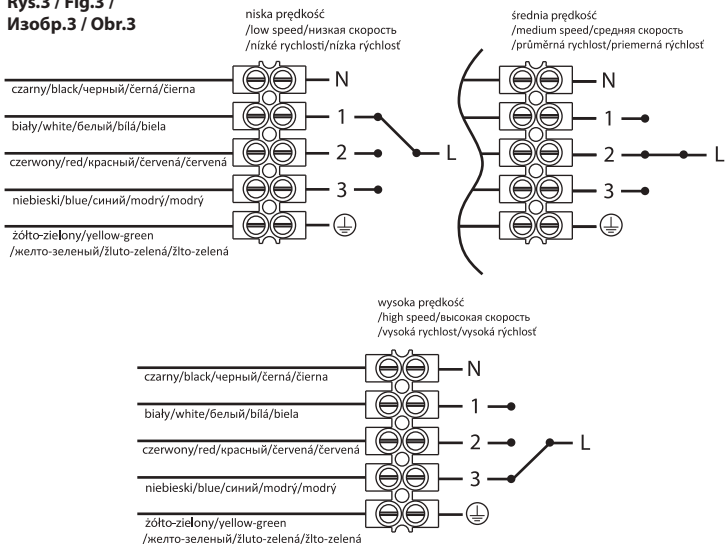 Rys.3 / Fig.3 /
Изобр.3 / Obr.3
niska prędkość
/low speed/низкая скорость
/nízké rychlosti/nízka rýchlosť
czarny/black/черный/černá/čierna
N
biały/white/белый/bílá/biela
1
czerwony/red/красный/červená/červená
2
L
niebieski/blue/синий/modrý/modrý
3
żółto-zielony/yellow-green
/желто-зеленый/žluto-zelená/žlto-zelená
średnia prędkość
/medium speed/средняя скорость
/průměrná rychlost/priemerná rýchlosť
N
1
2
L
3
wysoka prędkość
/high speed/высокая скорость
/vysoká rychlost/vysoká rýchlosť
czarny/black/черный/černá/čierna
N
biały/white/белый/bílá/biela
1
czerwony/red/красный/červená/červená
2
L
niebieski/blue/синий/modrý/modrý
3
żółto-zielony/yellow-green
/желто-зеленый/žluto-zelená/žlto-zelená